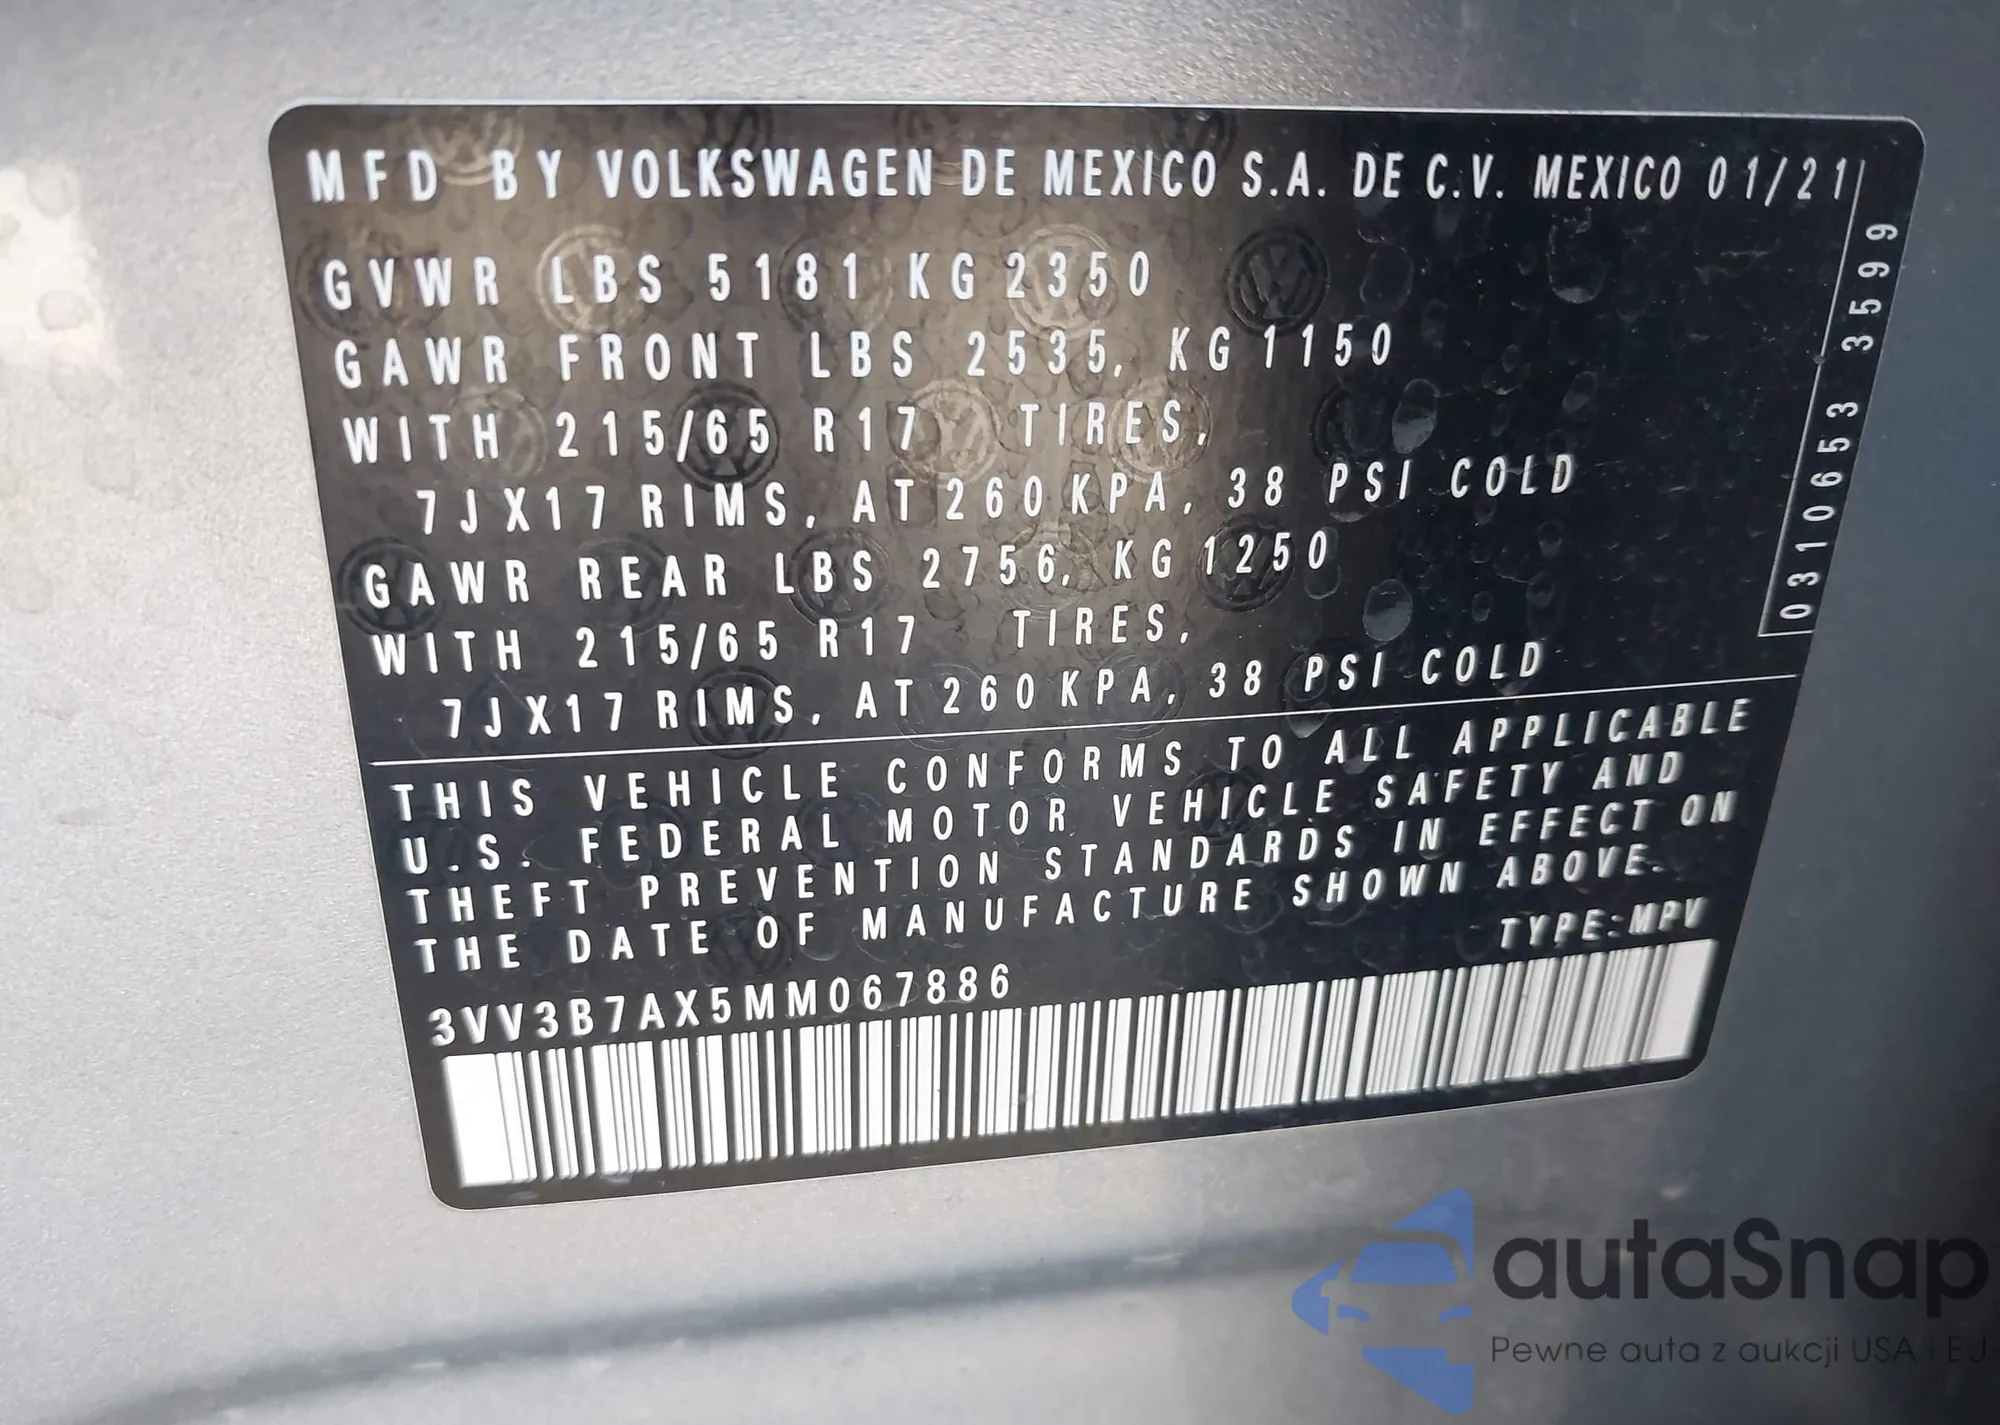 MFD BY VOLKSWAGEN DE MEXICO S.A. DE C.V. MEXICO 01/21
GVWR LBS 5181 KG 2350
GAWR FRONT LBS 2535, KG 1150
WITH 215/65 R17 TIRES,
7JX17 RIMS, AT 260 KPA, 38 PSI COLD
GAWR REAR LBS 2756, KG 1250
WITH 215/65 R17 TIRES,
7JX17 RIMS, AT 260 KPA, 38 PSI COLD
0310653 3599
THIS VEHICLE CONFORMS TO ALL APPLICABLE
U.S. FEDERAL MOTOR VEHICLE SAFETY AND
THEFT PREVENTION STANDARDS IN EFFECT ON
THE DATE OF MANUFACTURE SHOWN ABOVE.
TYPE: MPV
3VV3B7AX5MM067886
autaSnap
Pewne auta z aukcji USA i EU